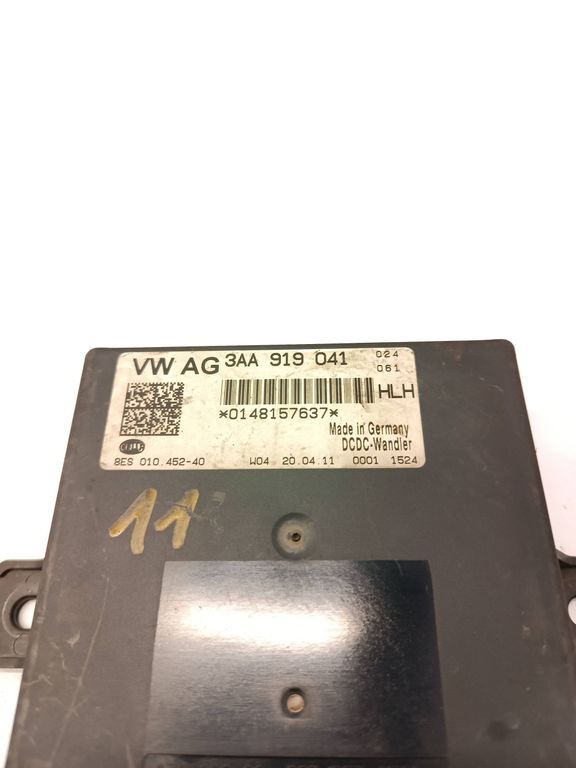 VW AG 3AA 919 041 024
061
HLH
*0148157637*
Made in Germany
DCDC-Wandler
8ES 010.452-40 W04 20.04.11 0001 1524
11